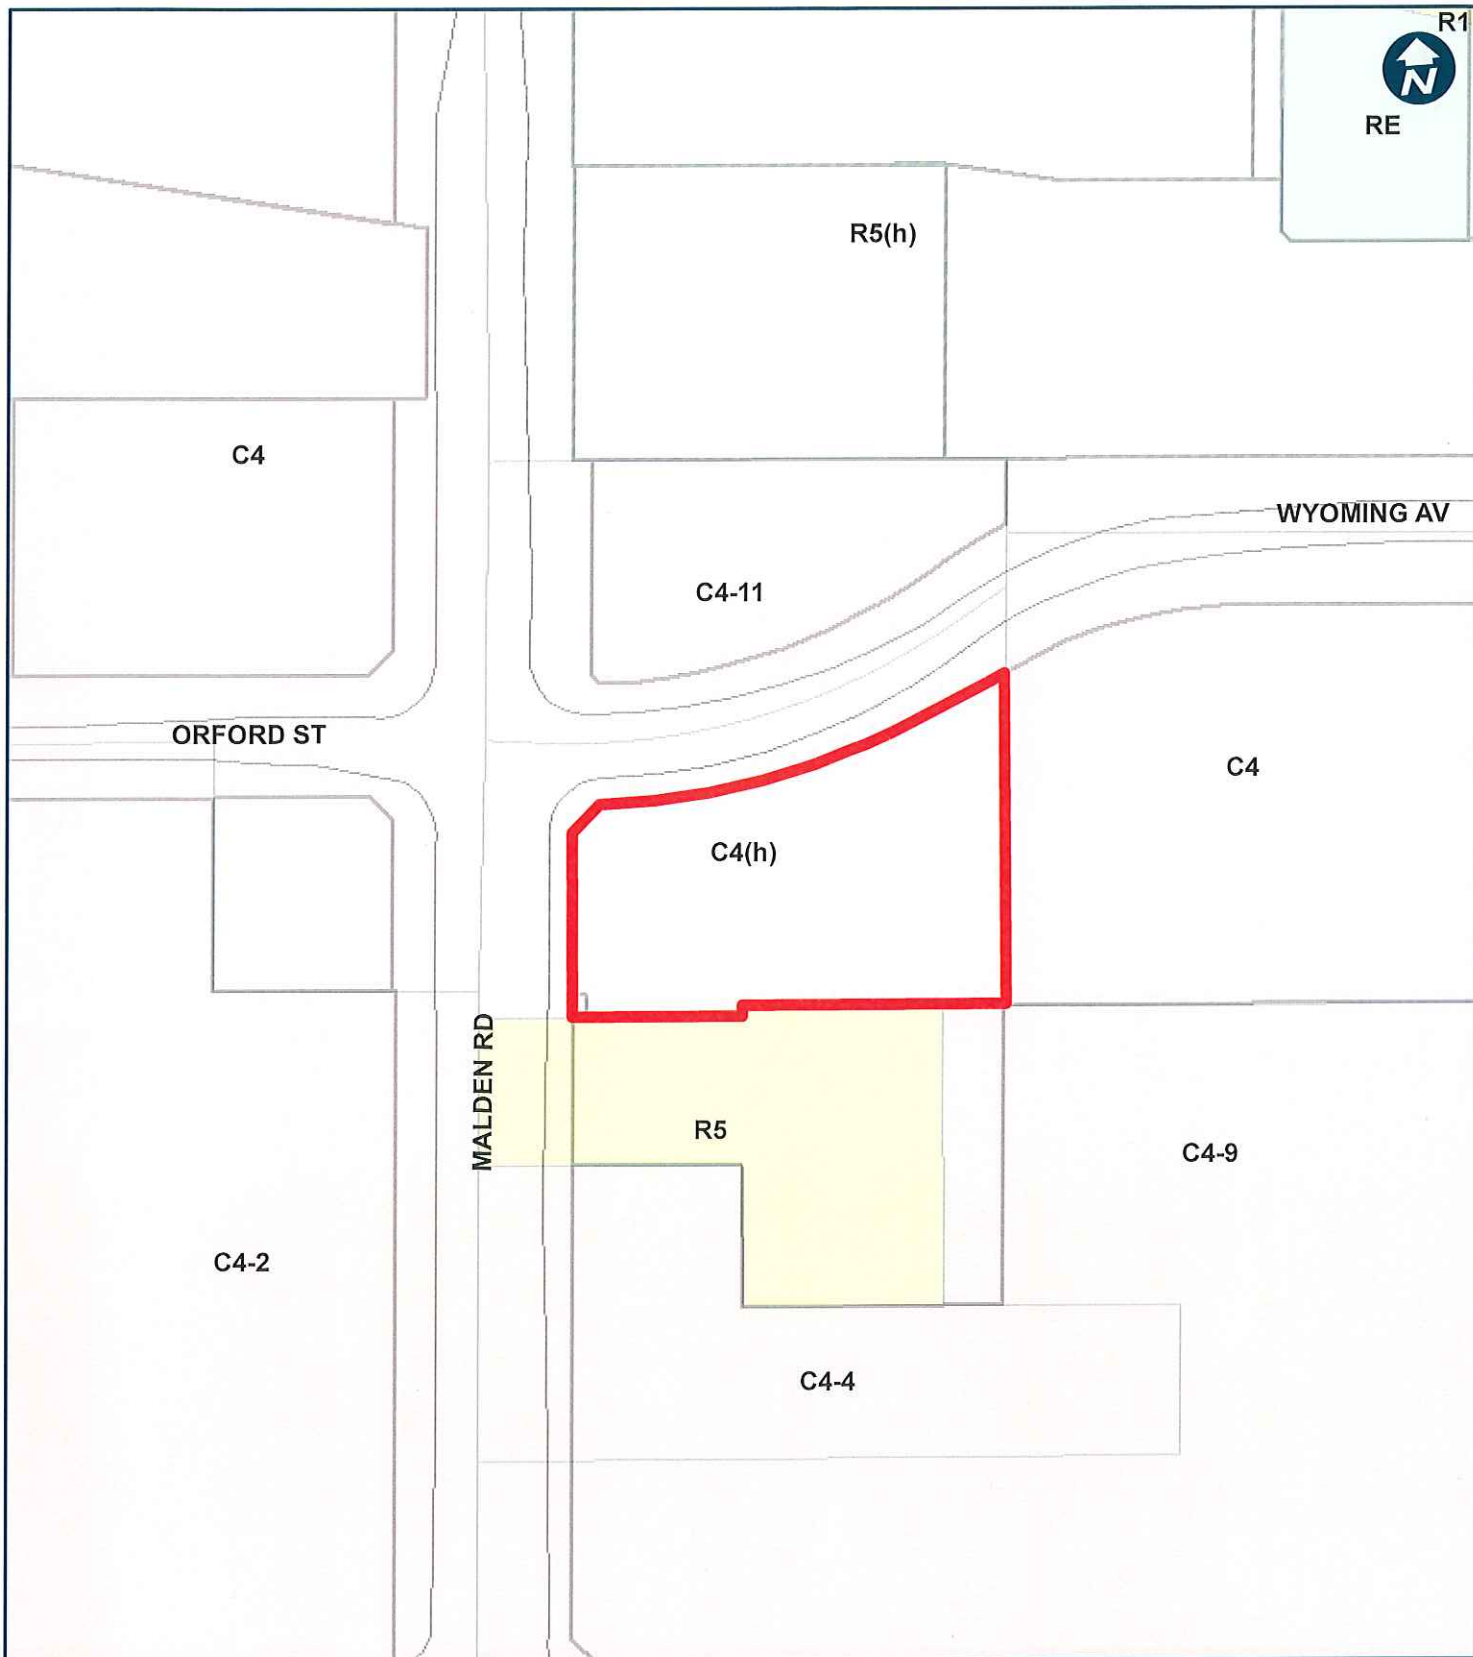 R1
N
RE
R5(h)
C4
WYOMING AV
C4-11
ORFORD ST
C4
C4(h)
MALDEN RD
R5
C4-9
C4-2
C4-4